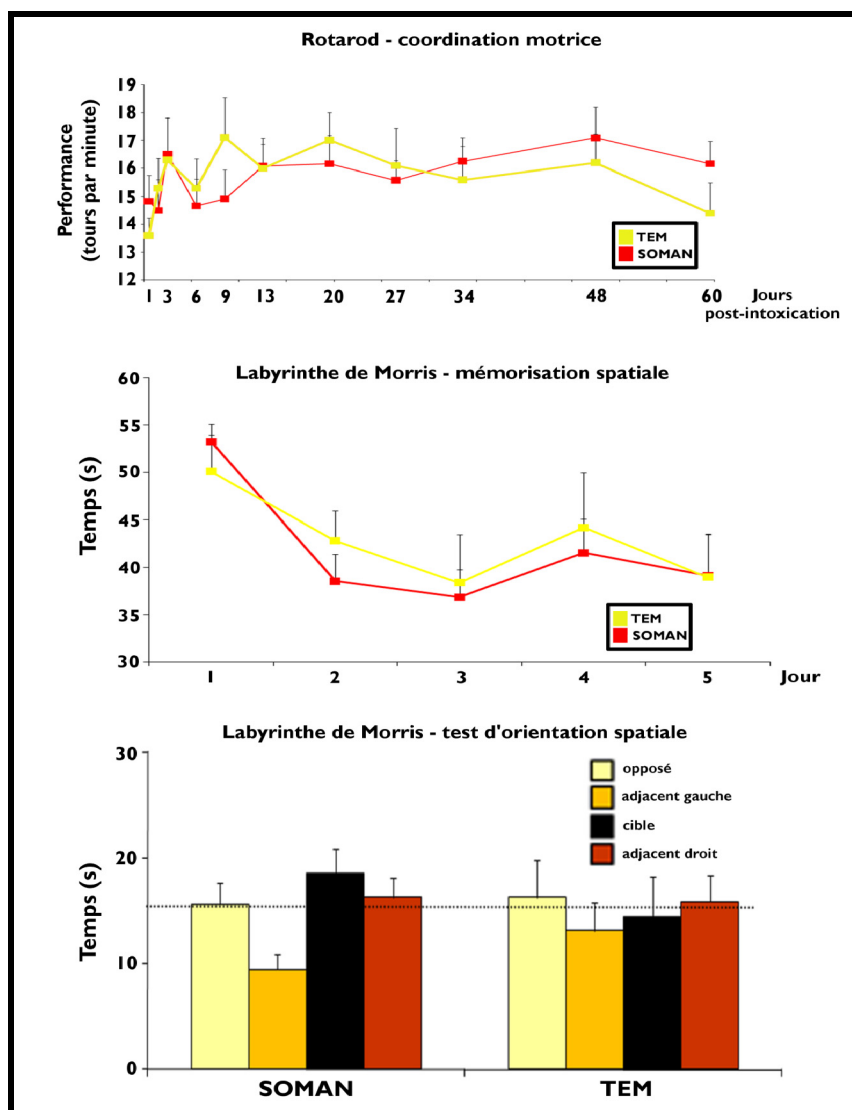 Rotarod - coordination motrice
Performance
(tours par minute)
19
18
17
16
15
14
13
12
TEM
SOMAN
1 3 6 9 13 20 27 34 48 60 Jours
post-intoxication
Labyrinthe de Morris - mémorisation spatiale
Temps (s)
60
55
50
45
40
35
30
TEM
SOMAN
1 2 3 4 5 Jour
Labyrinthe de Morris - test d'orientation spatiale
Temps (s)
30
20
10
0
opposé
adjacent gauche
cible
adjacent droit
SOMAN TEM